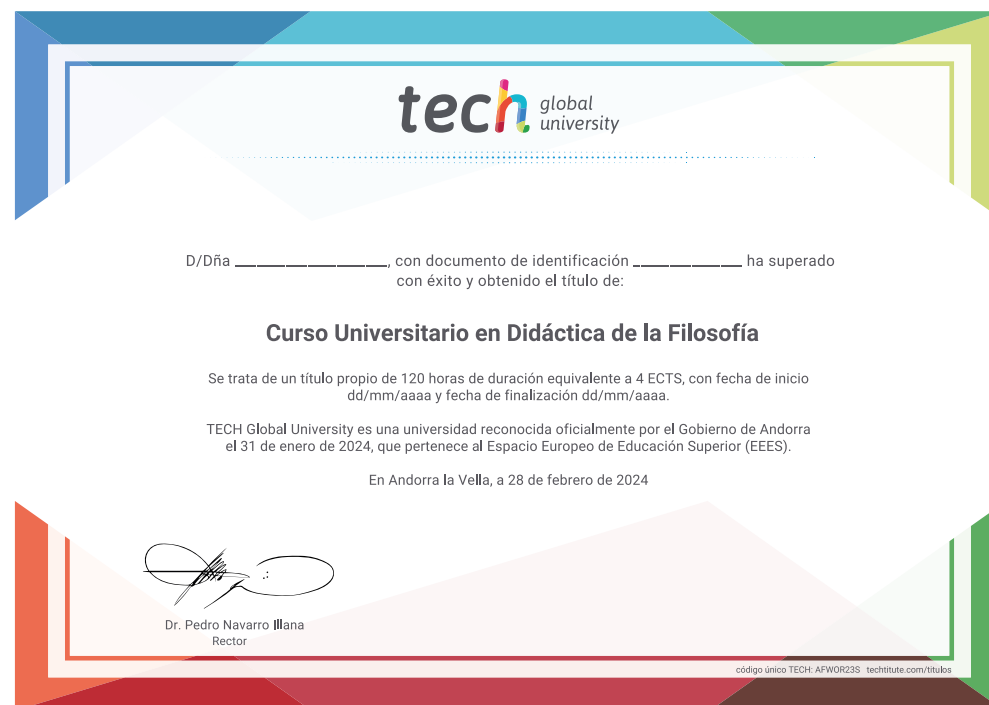 tech global university
D/Dña ____________________, con documento de identificación ______________ ha superado
con éxito y obtenido el título de:
Curso Universitario en Didáctica de la Filosofía
Se trata de un título propio de 120 horas de duración equivalente a 4 ECTS, con fecha de inicio
dd/mm/aaaa y fecha de finalización dd/mm/aaaa.
TECH Global University es una universidad reconocida oficialmente por el Gobierno de Andorra
el 31 de enero de 2024, que pertenece al Espacio Europeo de Educación Superior (EEES).
En Andorra la Vella, a 28 de febrero de 2024
Dr. Pedro Navarro Illana
Rector
código único TECH: AFWOR23S techtitute.com/titulos